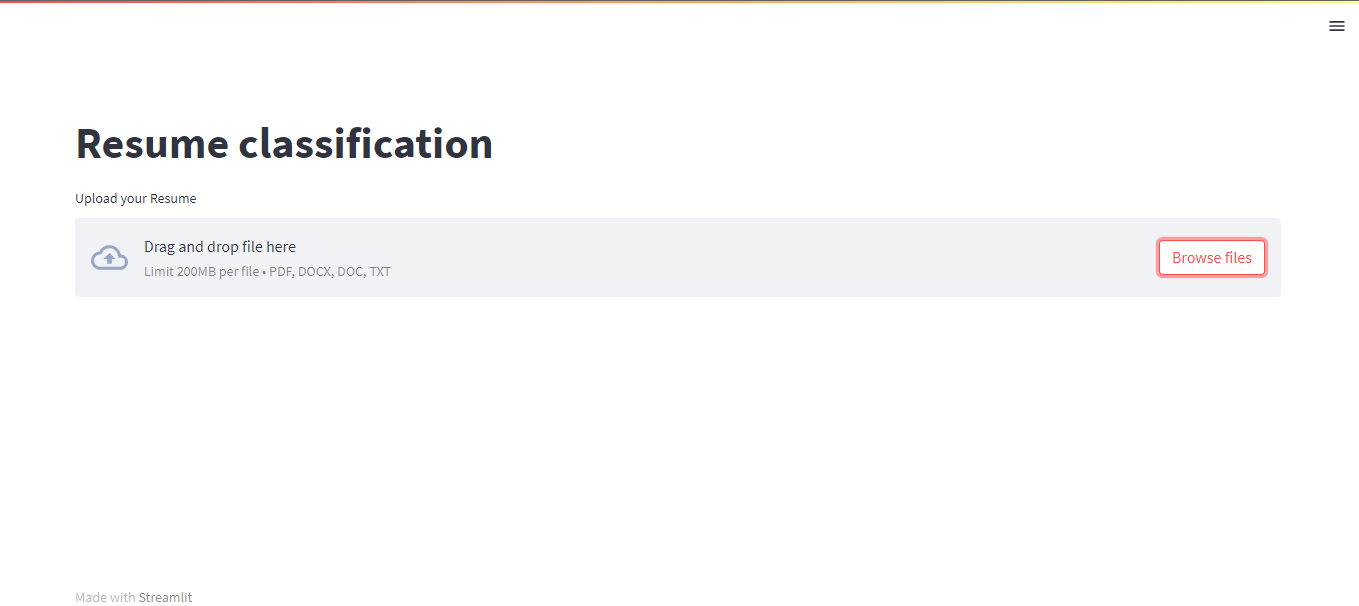 Resume classification
Upload your Resume
Drag and drop file here
Limit 200MB per file • PDF, DOCX, DOC, TXT
Browse files
Made with Streamlit